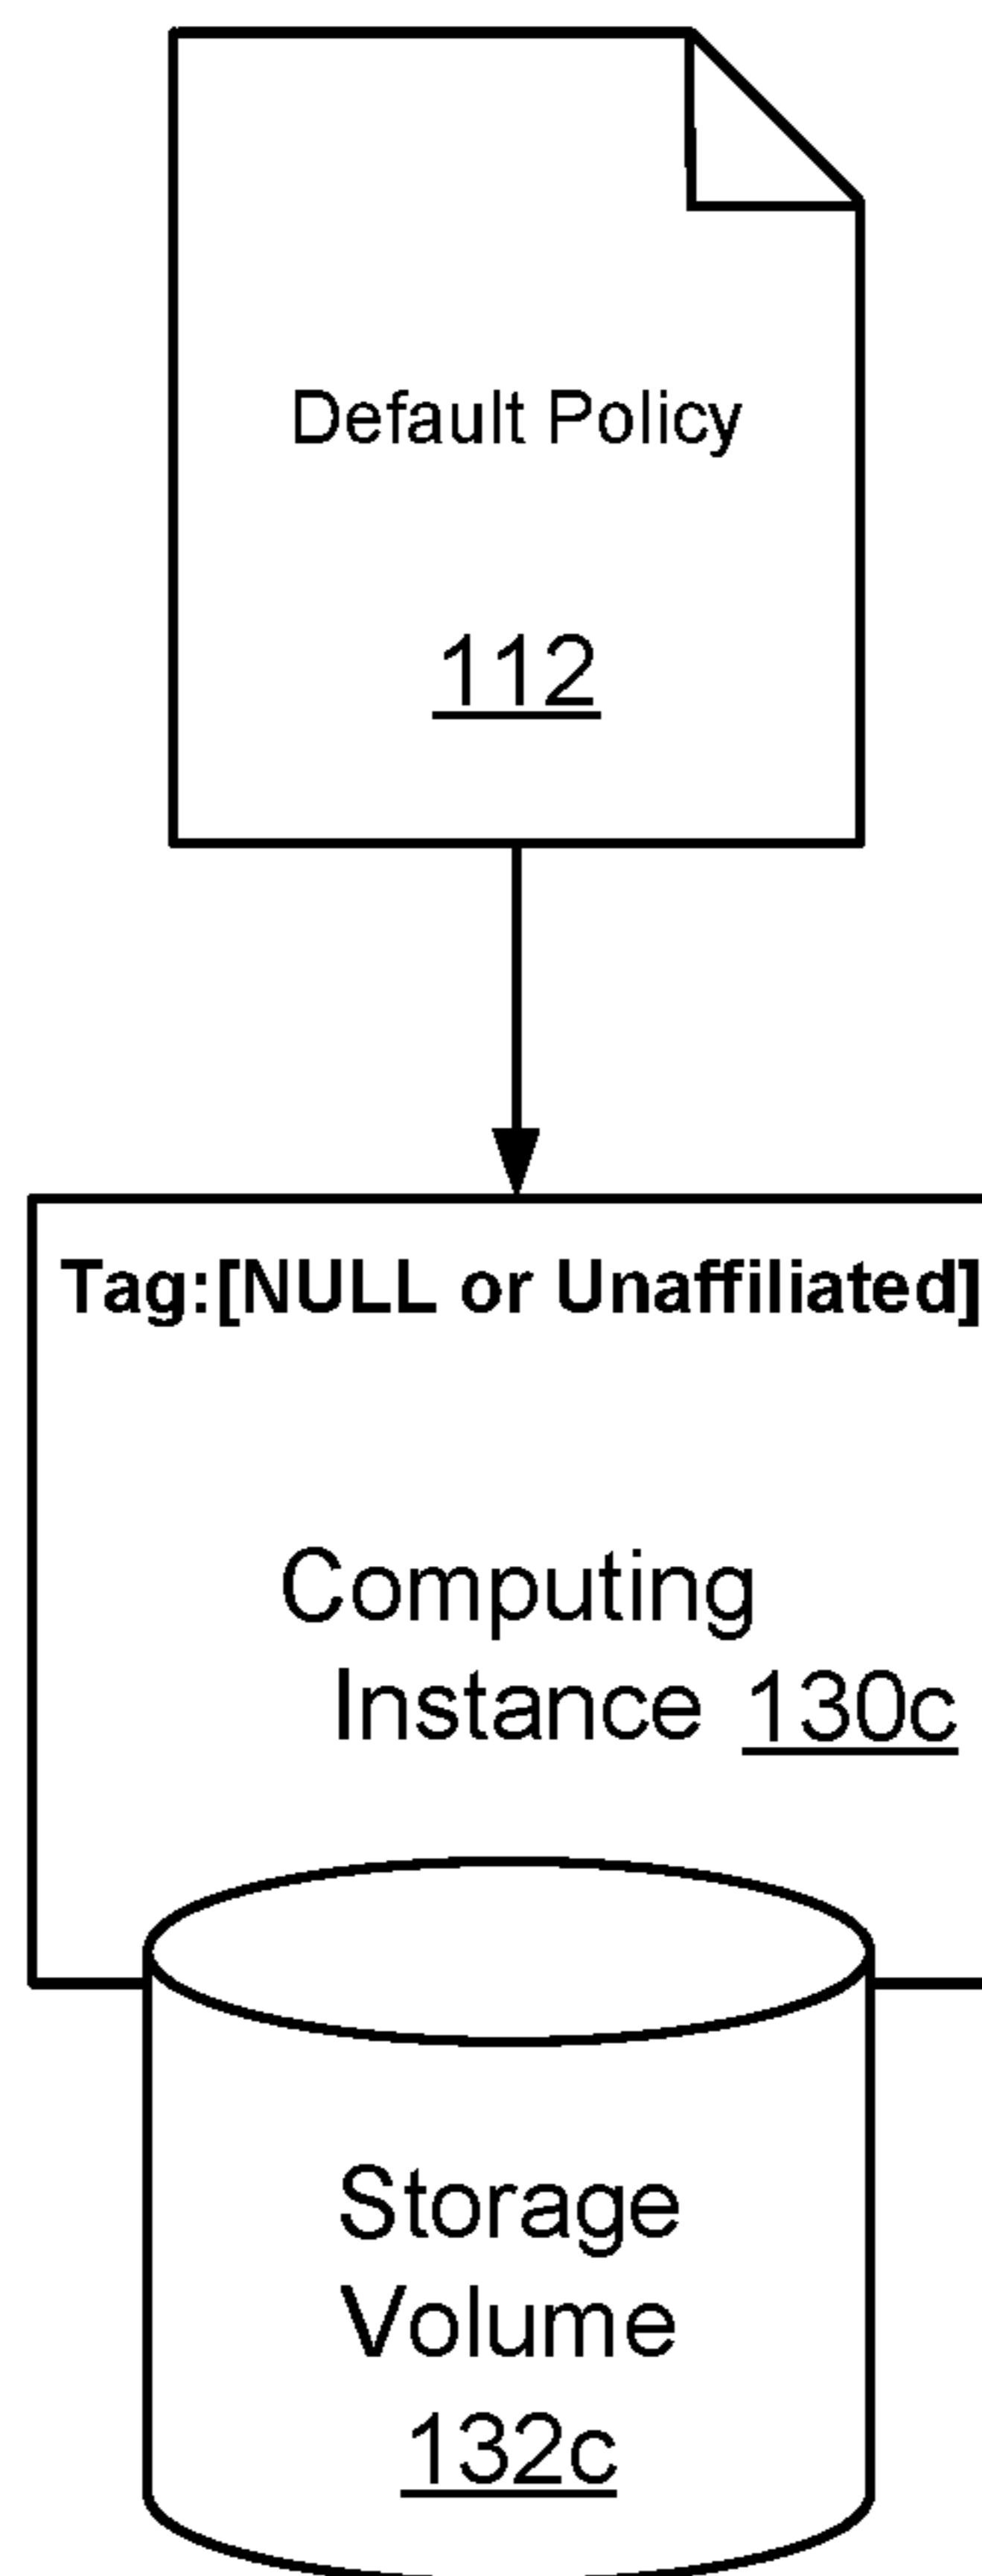 Default Policy
112
Tag:[NULL or Unaffiliated]
Computing
Instance 130c
Storage
Volume
132c